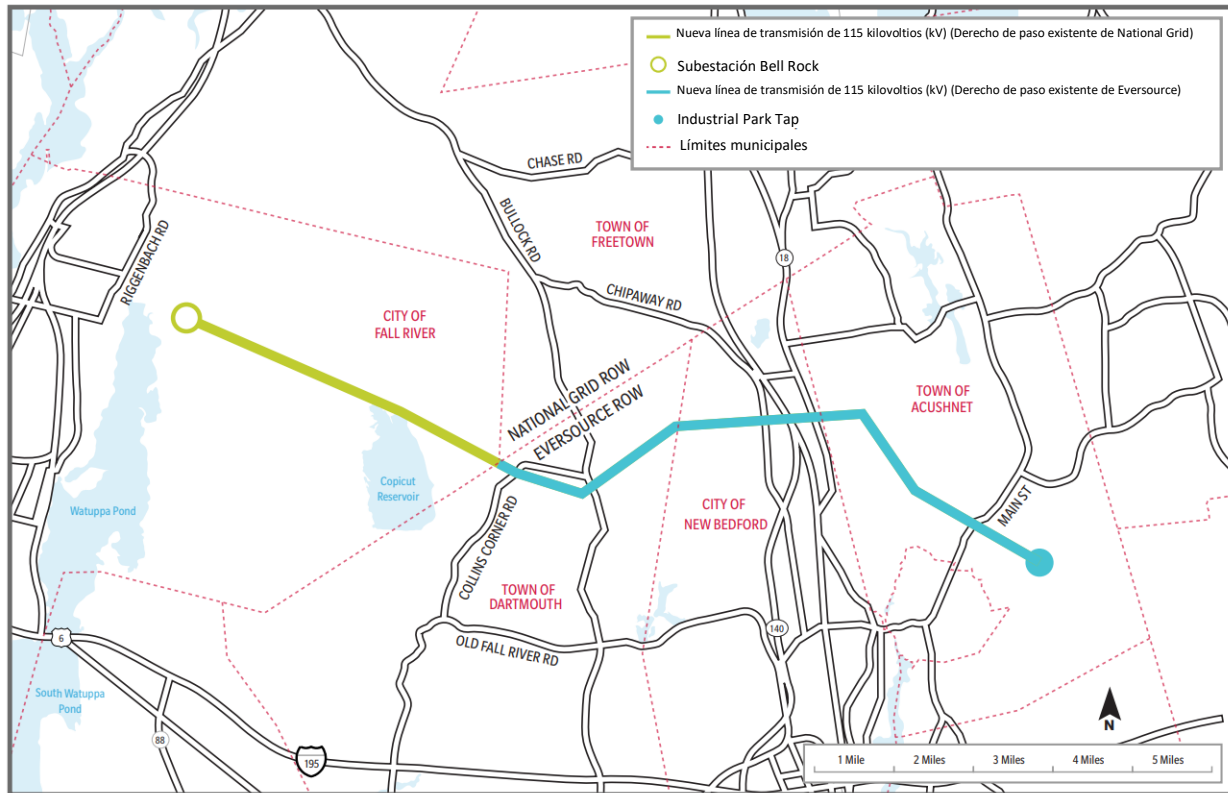 Nueva línea de transmisión de 115 kilovoltios (kV) (Derecho de paso existente de National Grid)
Subestación Bell Rock
Nueva línea de transmisión de 115 kilovoltios (kV) (Derecho de paso existente de Eversource)
Industrial Park Tap
Límites municipales
CHASE RD
BULLOCK RD
TOWN OF
FREETOWN
18
RIGGENBACH RD
CHIPAWAY RD
CITY OF
FALL RIVER
NATIONAL GRID ROW
EVERSOURCE ROW
TOWN OF
ACUSHNET
Copicut
Reservoir
Watuppa Pond
CITY OF
NEW BEDFORD
MAIN ST
COLLINS CORNER RD
TOWN OF
DARTMOUTH
6
140
OLD FALL RIVER RD
South Watuppa
Pond
88
195
N
1 Mile
2 Miles
3 Miles
4 Miles
5 Miles